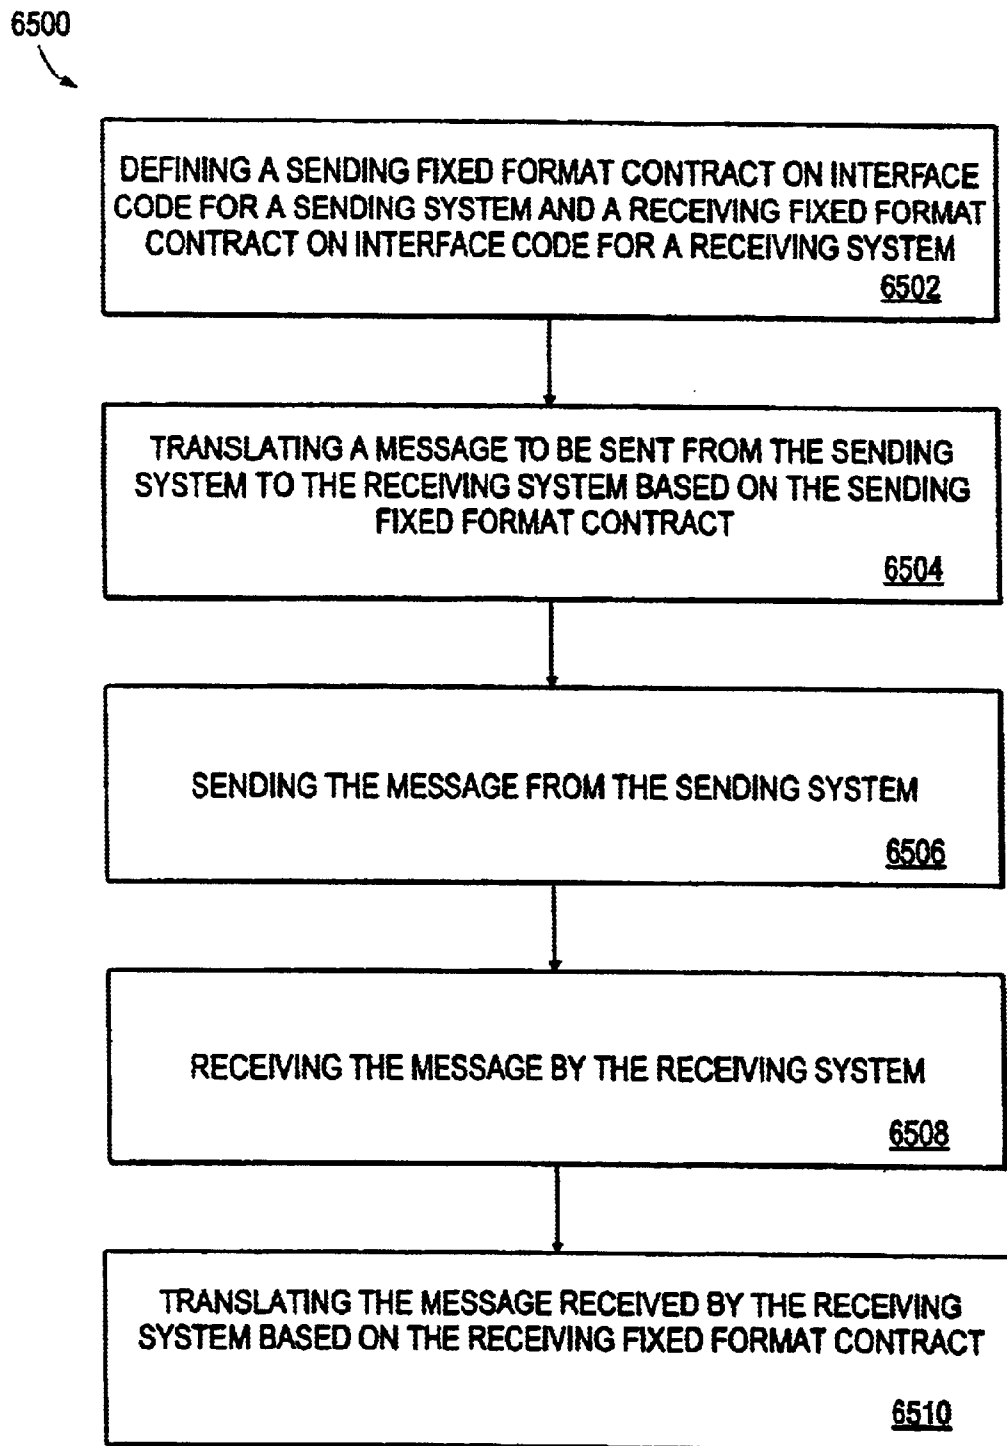 6500
DEFINING A SENDING FIXED FORMAT CONTRACT ON INTERFACE
CODE FOR A SENDING SYSTEM AND A RECEIVING FIXED FORMAT
CONTRACT ON INTERFACE CODE FOR A RECEIVING SYSTEM
6502
TRANSLATING A MESSAGE TO BE SENT FROM THE SENDING
SYSTEM TO THE RECEIVING SYSTEM BASED ON THE SENDING
FIXED FORMAT CONTRACT
6504
SENDING THE MESSAGE FROM THE SENDING SYSTEM
6506
RECEIVING THE MESSAGE BY THE RECEIVING SYSTEM
6508
TRANSLATING THE MESSAGE RECEIVED BY THE RECEIVING
SYSTEM BASED ON THE RECEIVING FIXED FORMAT CONTRACT
6510